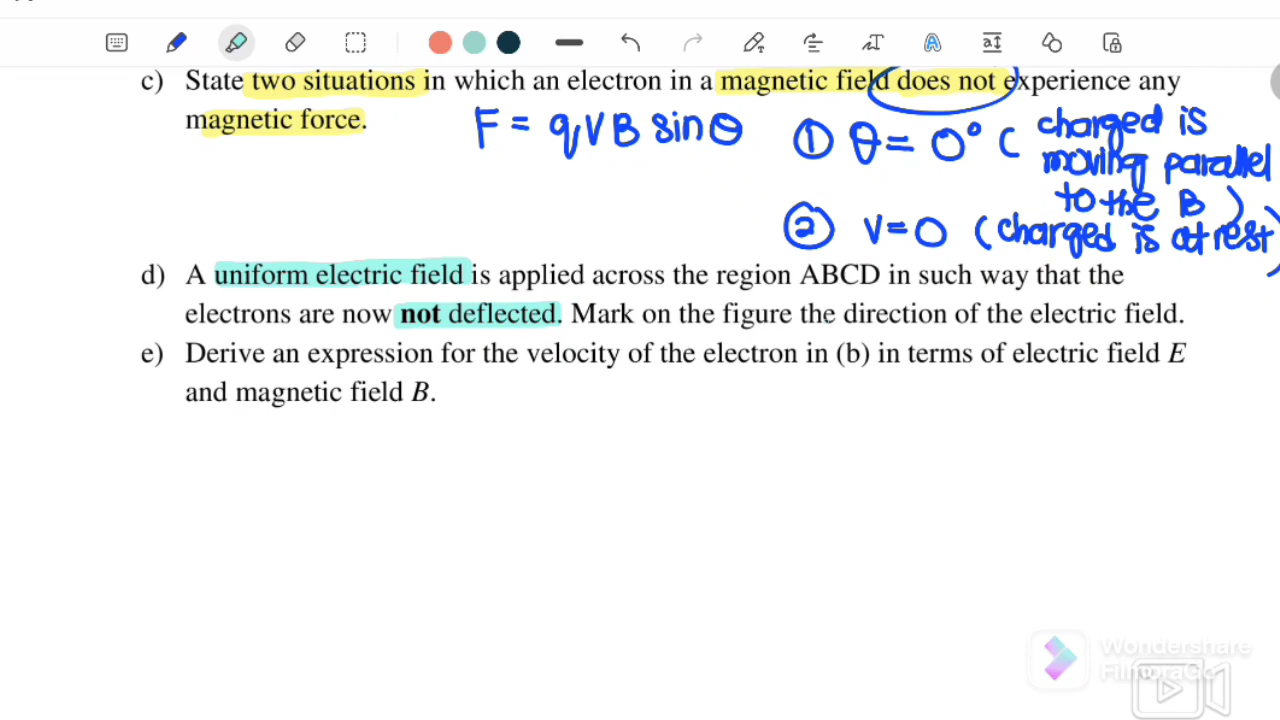 c) State two situations in which an electron in a magnetic field does not experience any
magnetic force.
F = qVB sinθ
① θ = 0° ( charged is
moving parallel
to the B )
② V = 0 (charged is at rest)
d) A uniform electric field is applied across the region ABCD in such way that the
electrons are now not deflected. Mark on the figure the direction of the electric field.
e) Derive an expression for the velocity of the electron in (b) in terms of electric field E
and magnetic field B.
Wondershare
FilmoraGo